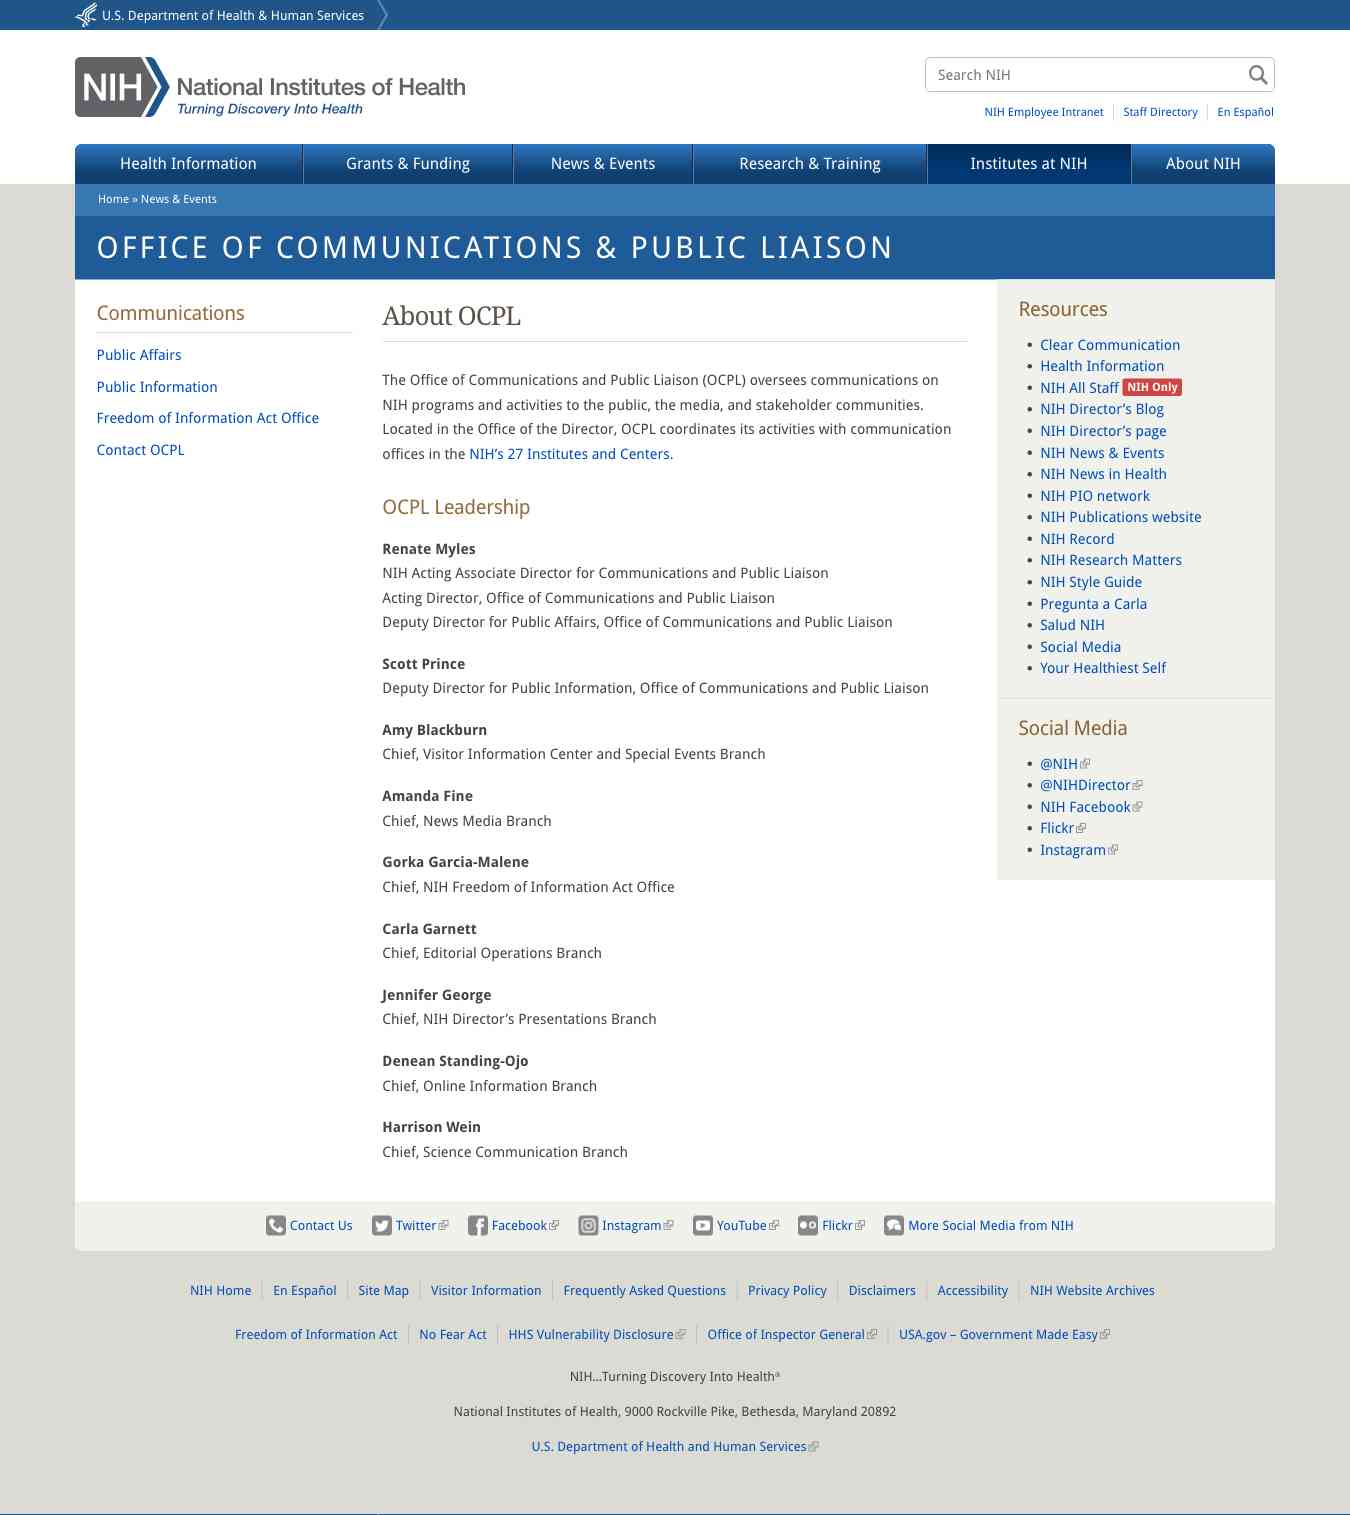 U.S. Department of Health & Human Services
NIH National Institutes of Health
Turning Discovery Into Health
Search NIH
NIH Employee Intranet Staff Directory En Español
Health Information Grants & Funding News & Events Research & Training Institutes at NIH About NIH
Home » News & Events
OFFICE OF COMMUNICATIONS & PUBLIC LIAISON
Communications
Public Affairs
Public Information
Freedom of Information Act Office
Contact OCPL
About OCPL
The Office of Communications and Public Liaison (OCPL) oversees communications on
NIH programs and activities to the public, the media, and stakeholder communities.
Located in the Office of the Director, OCPL coordinates its activities with communication
offices in the NIH’s 27 Institutes and Centers.
OCPL Leadership
Renate Myles
NIH Acting Associate Director for Communications and Public Liaison
Acting Director, Office of Communications and Public Liaison
Deputy Director for Public Affairs, Office of Communications and Public Liaison
Scott Prince
Deputy Director for Public Information, Office of Communications and Public Liaison
Amy Blackburn
Chief, Visitor Information Center and Special Events Branch
Amanda Fine
Chief, News Media Branch
Gorka Garcia-Malene
Chief, NIH Freedom of Information Act Office
Carla Garnett
Chief, Editorial Operations Branch
Jennifer George
Chief, NIH Director’s Presentations Branch
Denean Standing-Ojo
Chief, Online Information Branch
Harrison Wein
Chief, Science Communication Branch
Resources
Clear Communication
Health Information
NIH All Staff NIH Only
NIH Director’s Blog
NIH Director’s page
NIH News & Events
NIH News in Health
NIH PIO network
NIH Publications website
NIH Record
NIH Research Matters
NIH Style Guide
Pregunta a Carla
Salud NIH
Social Media
Your Healthiest Self
Social Media
@NIH
@NIHDirector
NIH Facebook
Flickr
Instagram
Contact Us Twitter Facebook Instagram YouTube Flickr More Social Media from NIH
NIH Home En Español Site Map Visitor Information Frequently Asked Questions Privacy Policy Disclaimers Accessibility NIH Website Archives
Freedom of Information Act No Fear Act HHS Vulnerability Disclosure Office of Inspector General USA.gov – Government Made Easy
NIH…Turning Discovery Into Health®
National Institutes of Health, 9000 Rockville Pike, Bethesda, Maryland 20892
U.S. Department of Health and Human Services